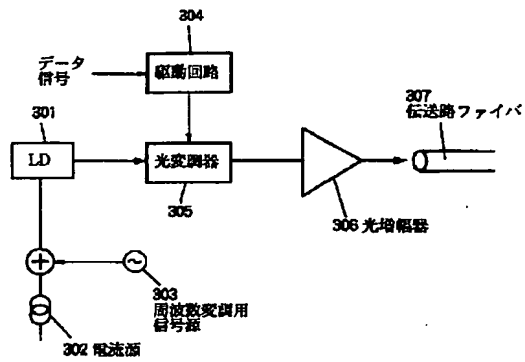 304
データ
信号
駆動回路
307
伝送路ファイバ
301
LD
光変調器
305
306 光増幅器
303
周波数変調用
信号源
302 電流源